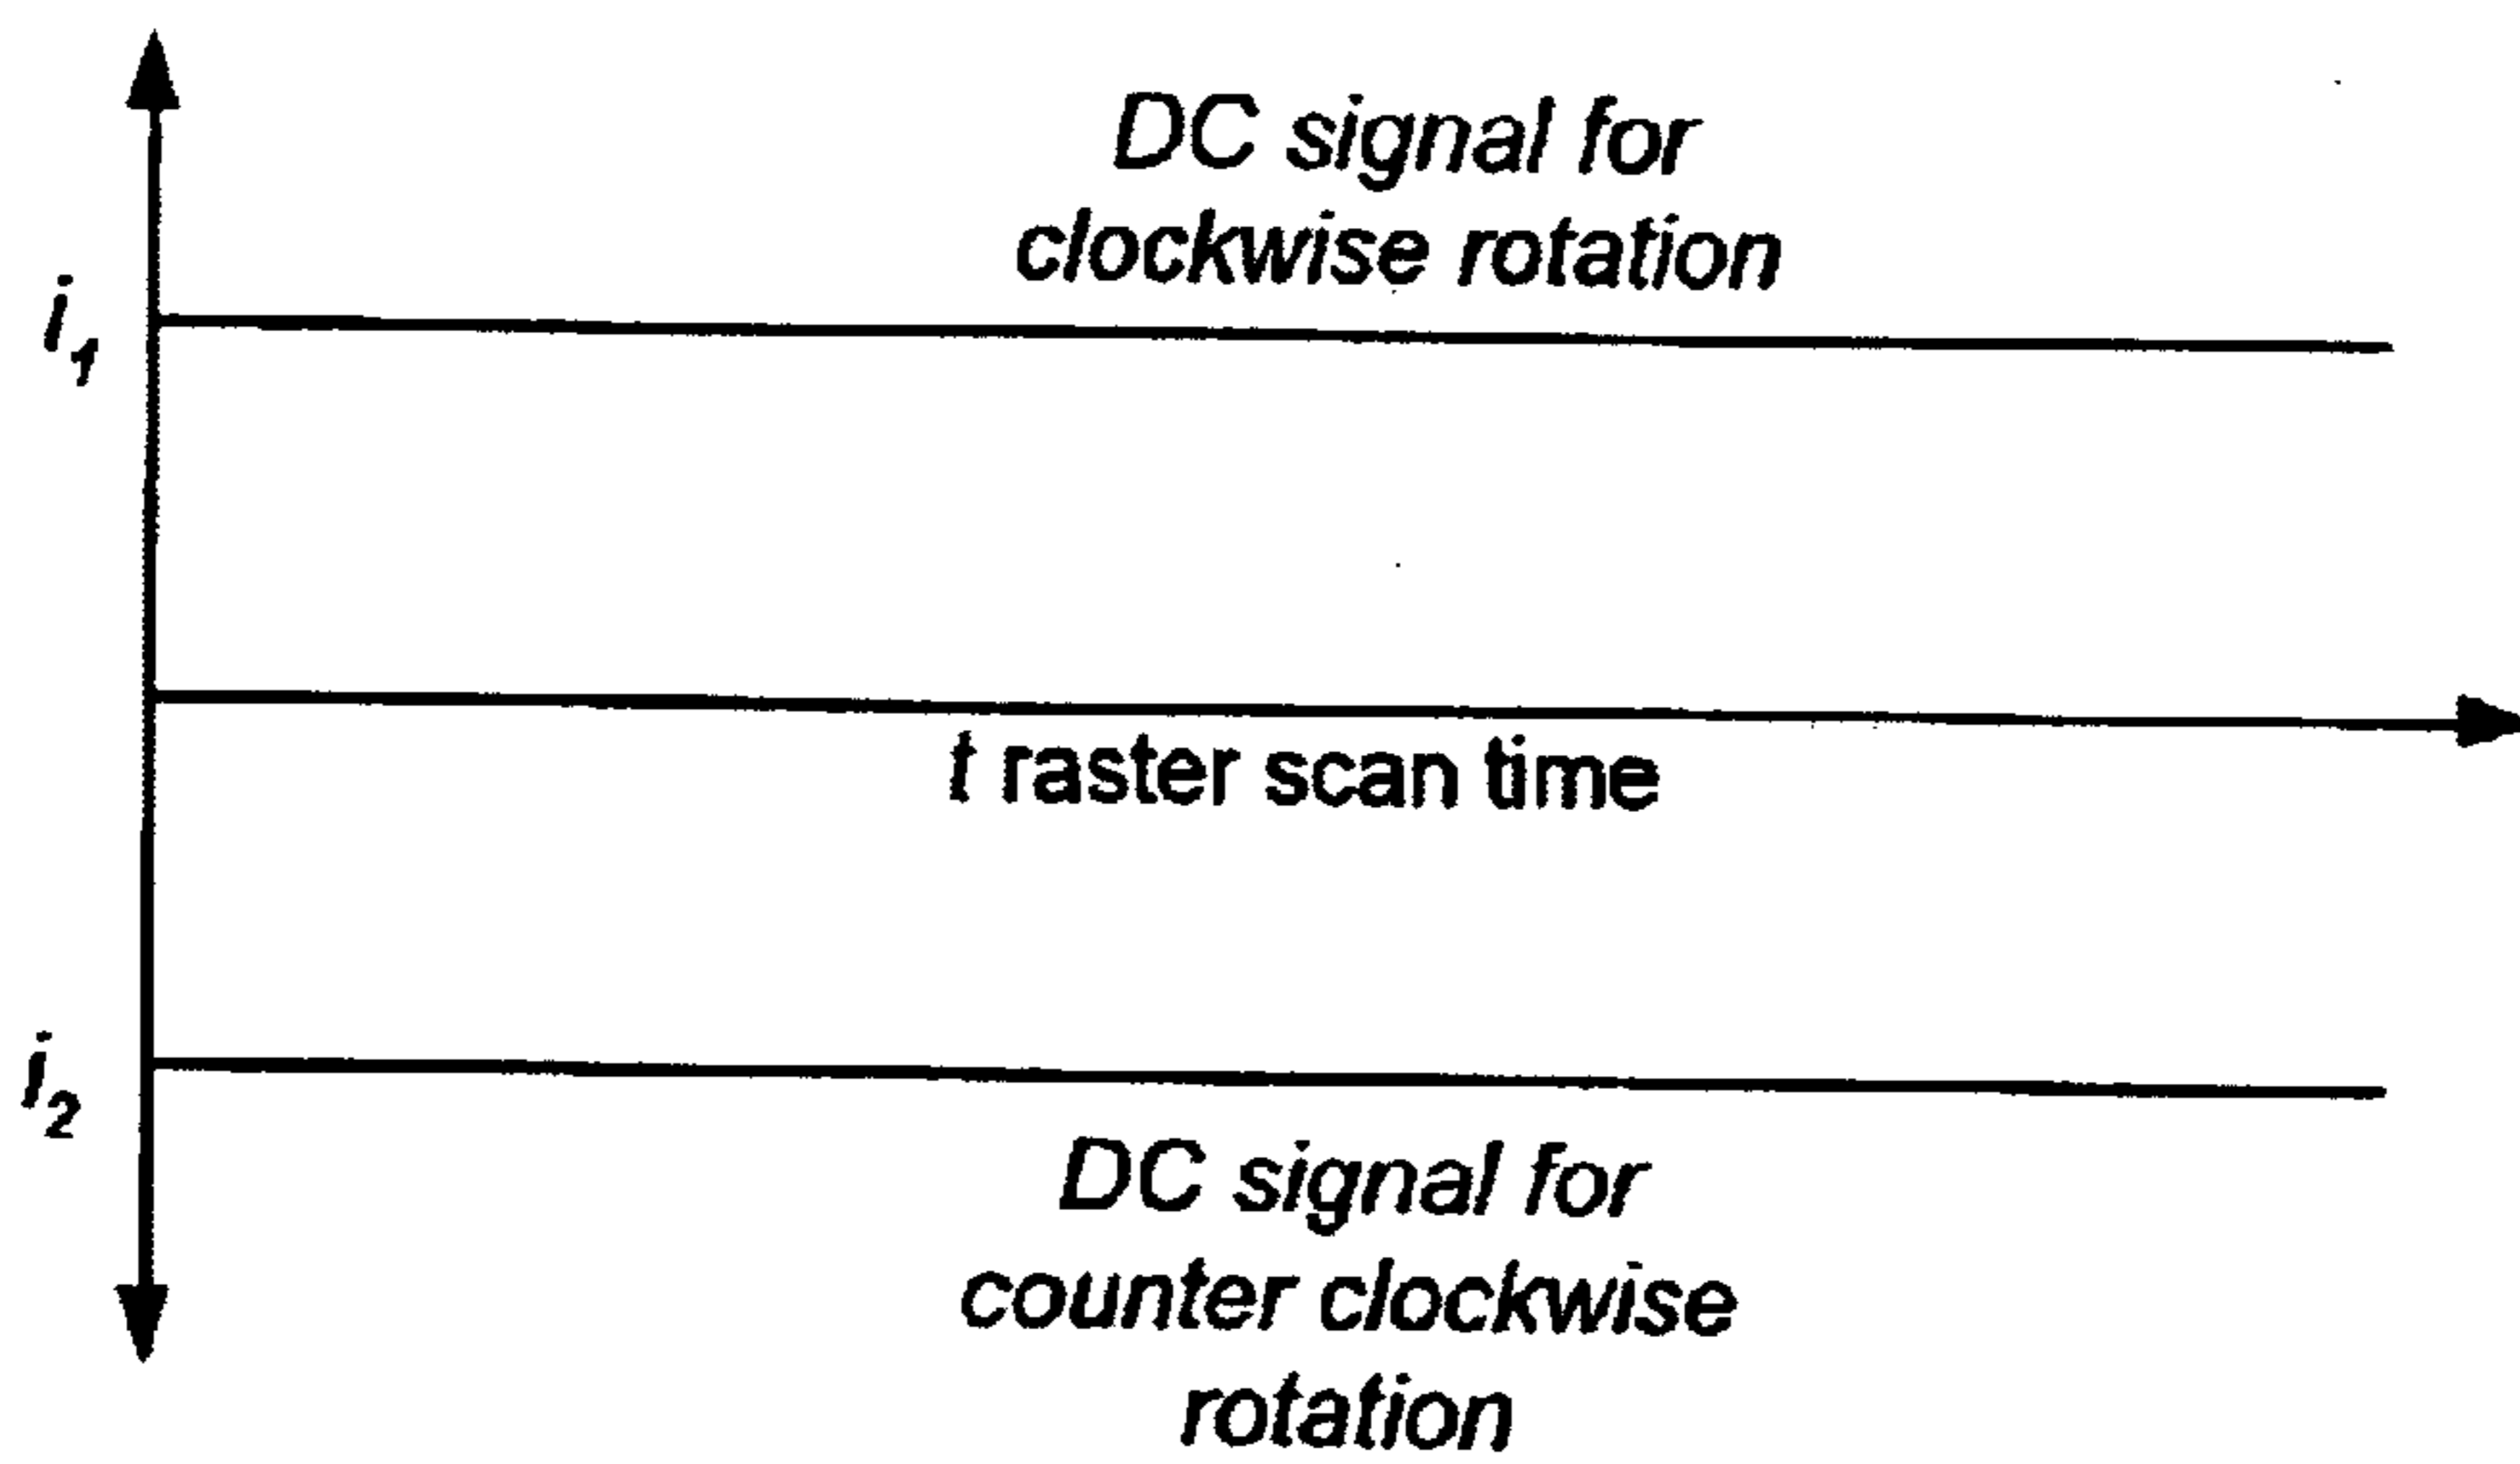 DC signal for
clockwise rotation
i₁
t raster scan time
i₂
DC signal for
counter clockwise
rotation